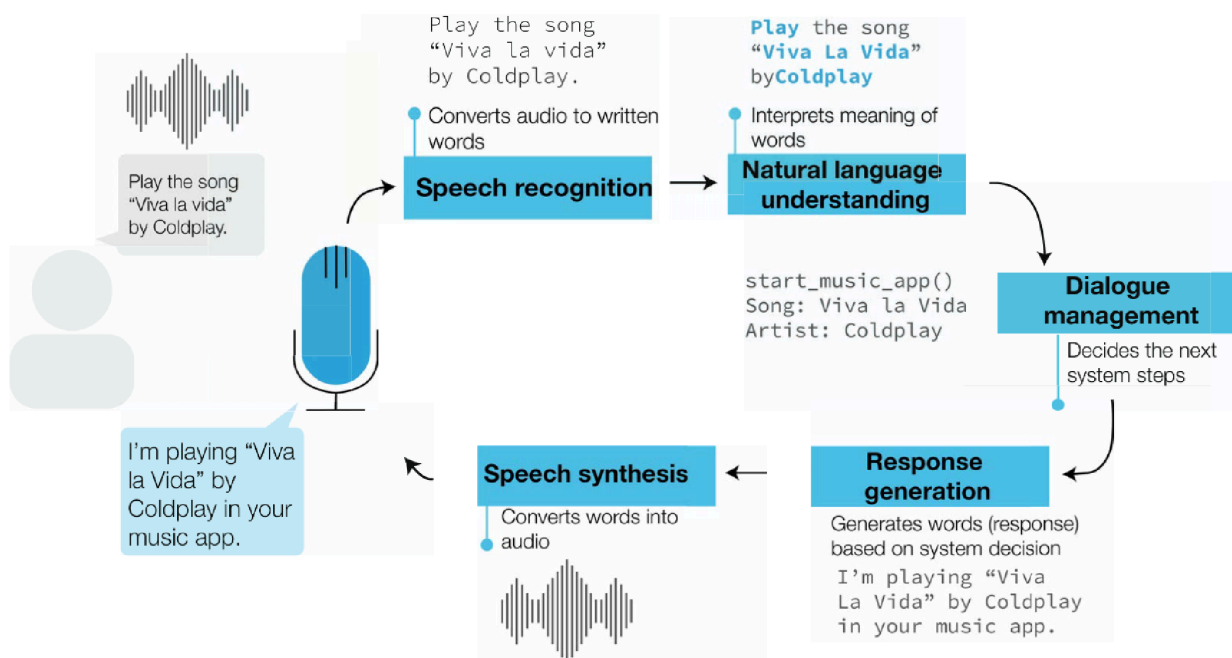 Play the song
“Viva la vida”
by Coldplay.
Play the song
“Viva la vida”
by Coldplay.
Converts audio to written
words
Speech recognition
Play the song
“Viva La Vida”
byColdplay
Interprets meaning of
words
Natural language
understanding
start_music_app()
Song: Viva la Vida
Artist: Coldplay
Dialogue
management
Decides the next
system steps
Response
generation
Generates words (response)
based on system decision
I’m playing “Viva
La Vida” by Coldplay
in your music app.
Speech synthesis
Converts words into
audio
I’m playing “Viva
la Vida” by
Coldplay in your
music app.